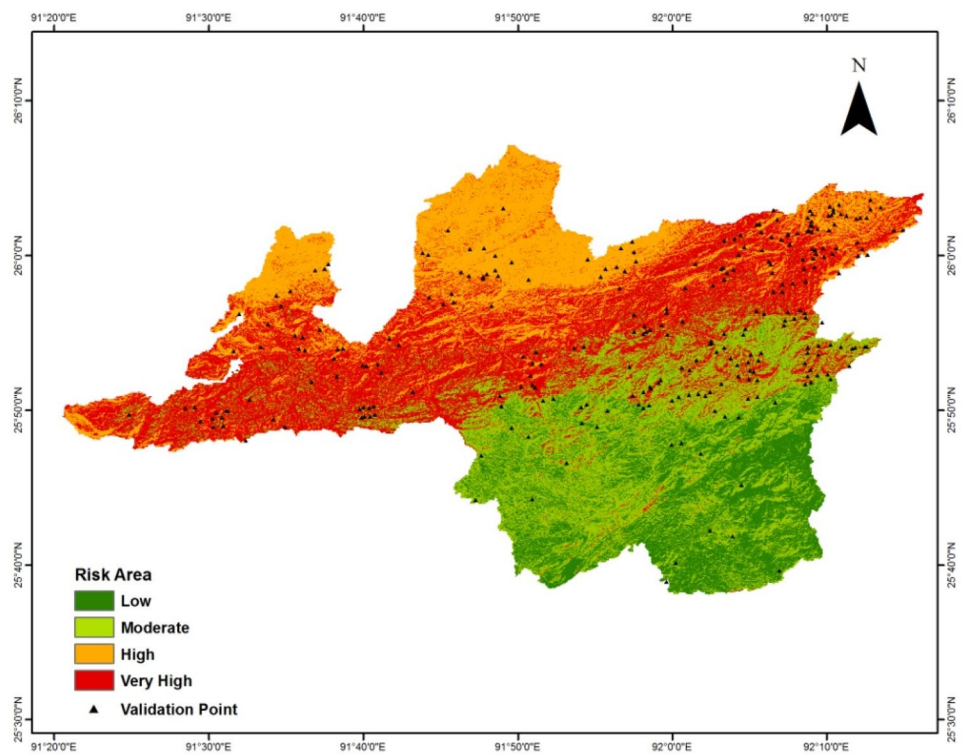 91°20'0"E 91°30'0"E 91°40'0"E 91°50'0"E 92°0'0"E 92°10'0"E
N
26°10'0"N 26°10'0"N
26°0'0"N 26°0'0"N
25°50'0"N 25°50'0"N
25°40'0"N 25°40'0"N
Risk Area
Low
Moderate
High
Very High
Validation Point
25°30'0"N 25°30'0"N
91°20'0"E 91°30'0"E 91°40'0"E 91°50'0"E 92°0'0"E 92°10'0"E